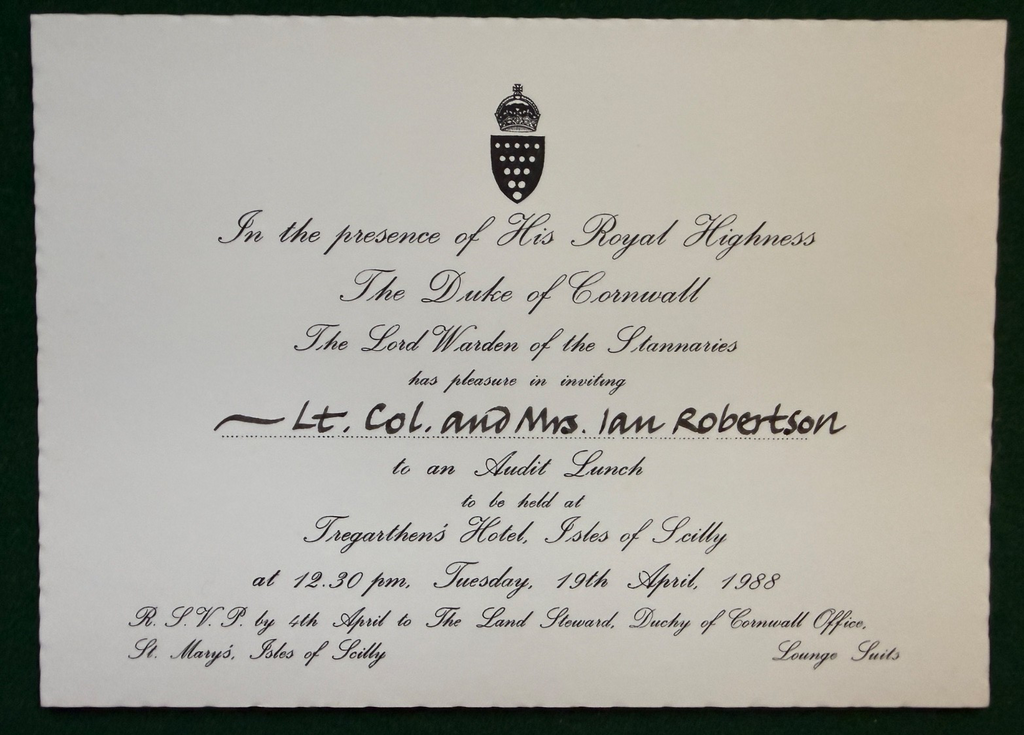 In the presence of His Royal Highness
The Duke of Cornwall
The Lord Warden of the Stannaries
has pleasure in inviting
~ Lt. Col. and Mrs. Ian Robertson
to an Audit Lunch
to be held at
Tregarthen's Hotel, Isles of Scilly
at 12.30 pm, Tuesday, 19th April, 1988
R. S. V. P. by 4th April to The Land Steward, Duchy of Cornwall Office,
St. Mary's, Isles of Scilly
Lounge Suits